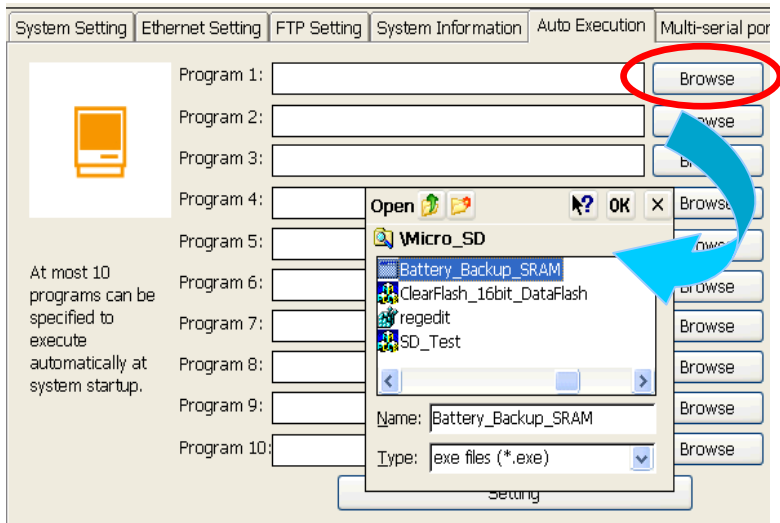 System Setting Ethernet Setting FTP Setting System Information Auto Execution Multi-serial por
Program 1: Browse
Program 2: Browse
Program 3:
Program 4: Browse
Program 5:
Program 6: Browse
Program 7: Browse
Program 8: Browse
Program 9: Browse
Program 10: Browse
At most 10
programs can be
specified to
execute
automatically at
system startup.
Open ? OK ×
\Micro_SD
Battery_Backup_SRAM
ClearFlash_16bit_DataFlash
regedit
SD_Test
Name: Battery_Backup_SRAM
Type: exe files (*.exe)
Setting